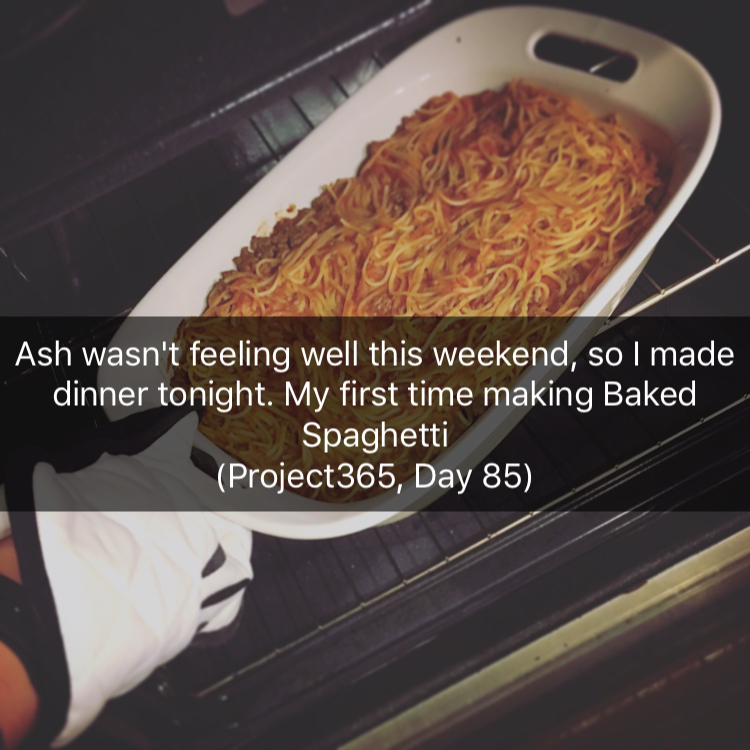 Ash wasn't feeling well this weekend, so I made
dinner tonight. My first time making Baked
Spaghetti
(Project365, Day 85)